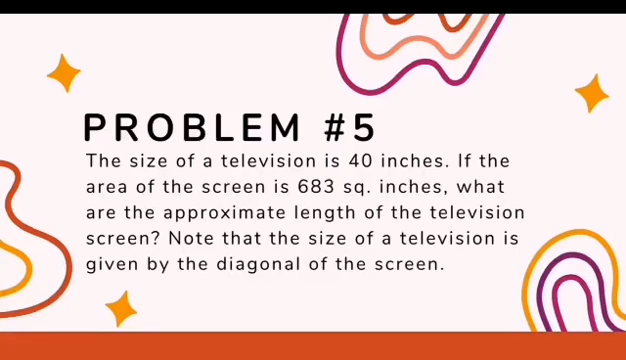 PROBLEM #5
The size of a television is 40 inches. If the
area of the screen is 683 sq. inches, what
are the approximate length of the television
screen? Note that the size of a television is
given by the diagonal of the screen.